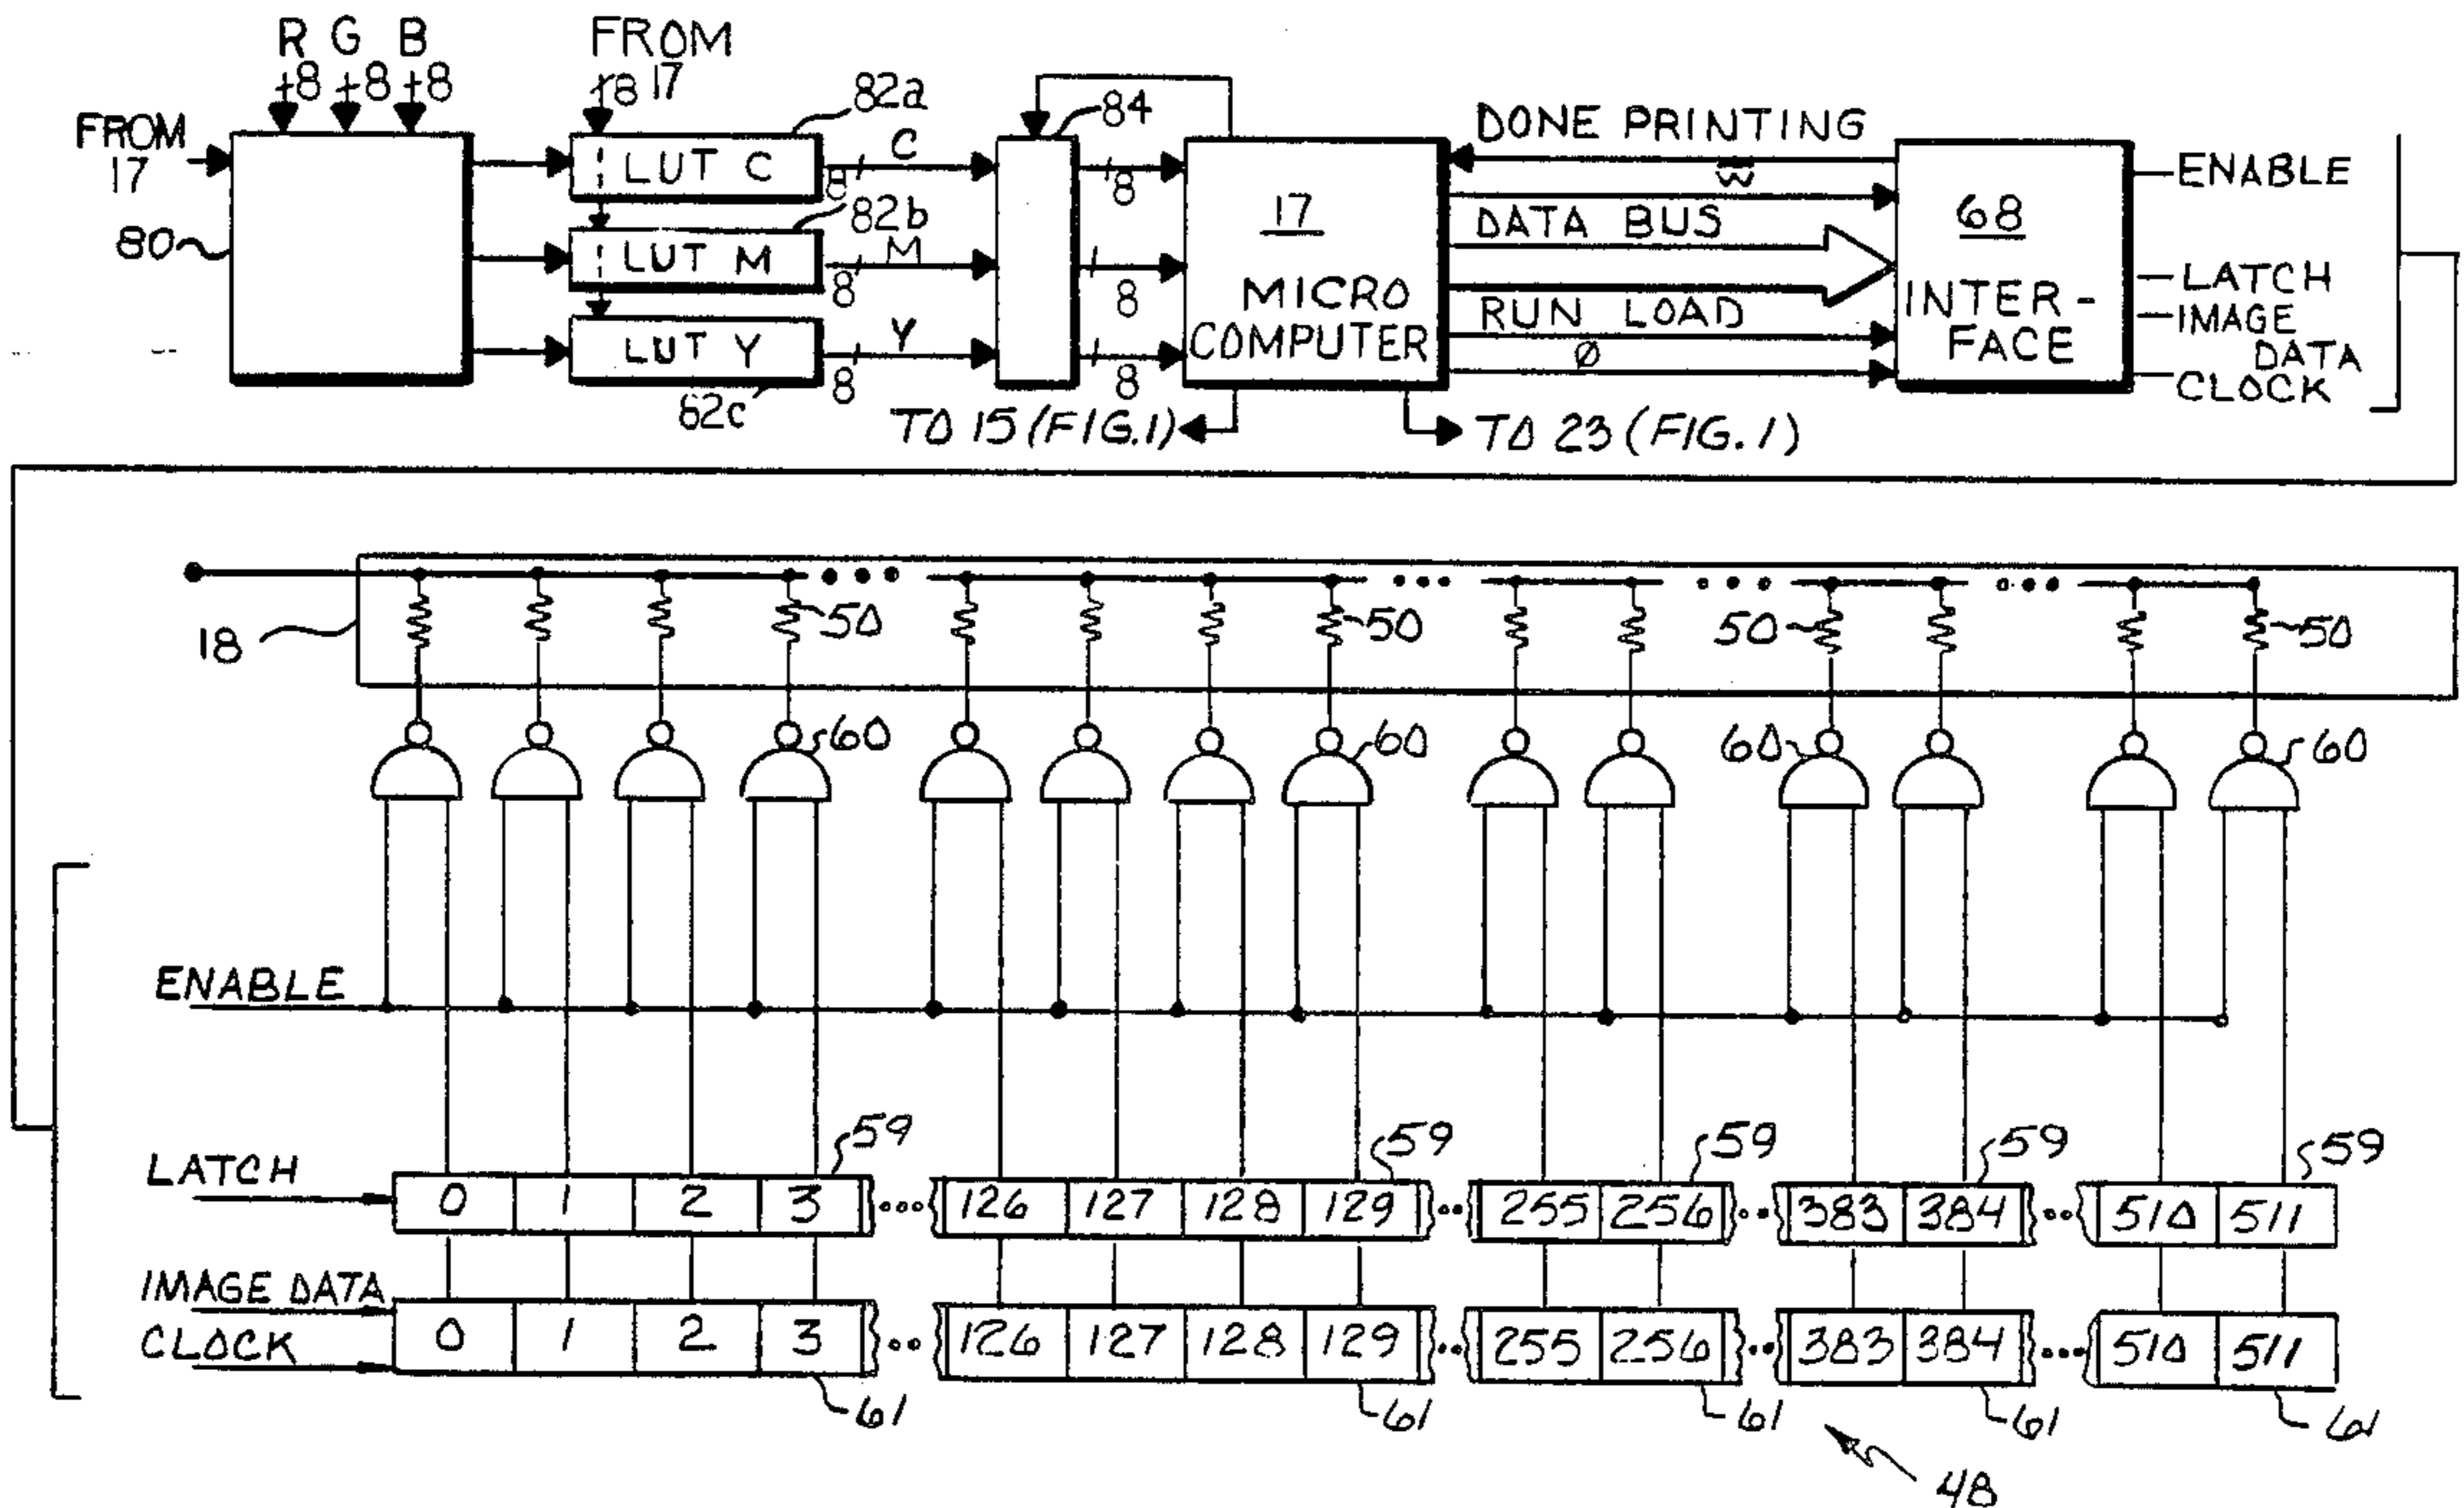 R G B
8 8 8
FROM 17
80
FROM 17
8
82a
LUT C
8
C
82b
LUT M
8
M
LUT Y
8
Y
62c
84
8
8
8
17
MICRO
COMPUTER
TO 15 (FIG. 1)
TO 23 (FIG. 1)
DONE PRINTING
W
DATA BUS
RUN LOAD
Ø
68
INTER-
FACE
ENABLE
LATCH
IMAGE
DATA
CLOCK
18
50 50 50 50
60 60 60 60
ENABLE
59 59 59 59 59
LATCH
0 1 2 3 ... 126 127 128 129 .. 255 256 .. 383 384 .. 510 511
IMAGE DATA
CLOCK
0 1 2 3 .. 126 127 128 129 .. 255 256 .. 383 384 ... 510 511
61 61 61 61 61
48